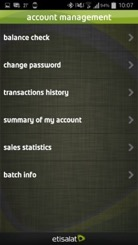 10:07
account management
balance check
change password
transactions history
summary of my account
sales statistics
batch info
etisalat